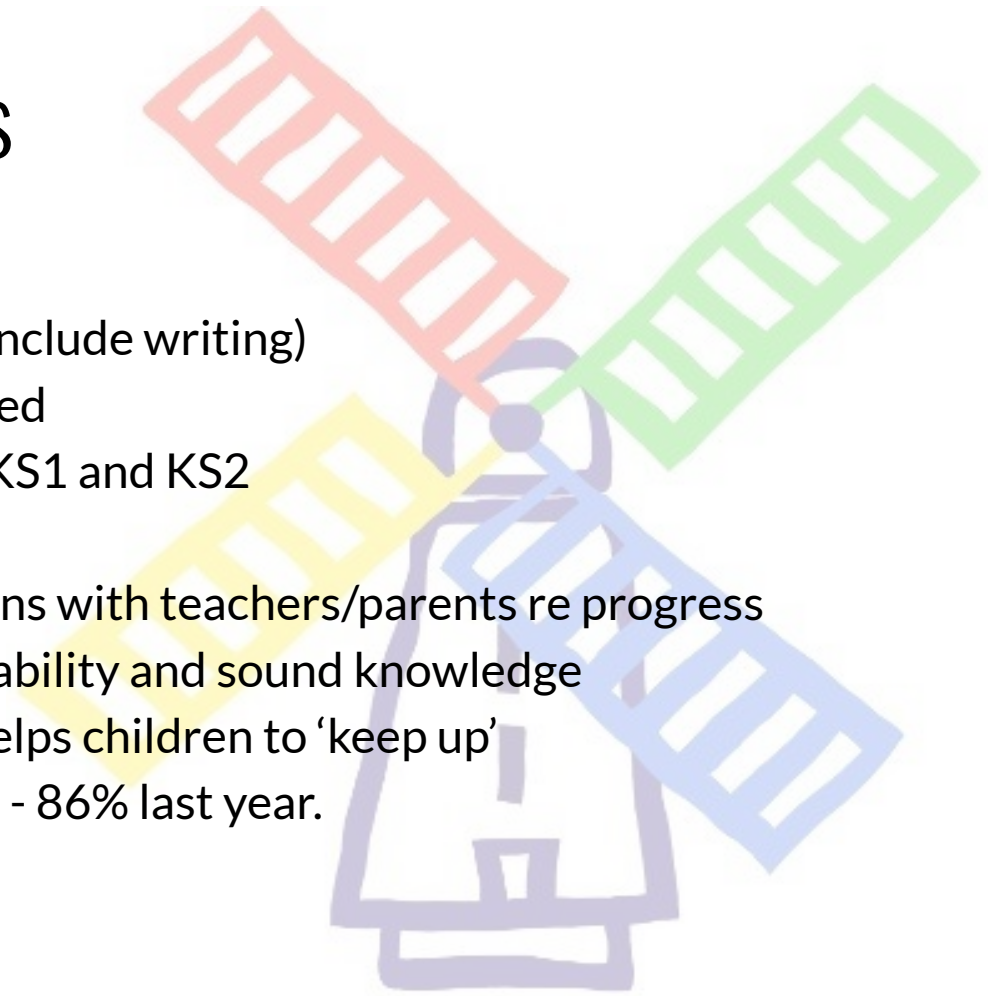 s
nclude writing)
ed
KS1 and KS2
ns with teachers/parents re progress
ability and sound knowledge
elps children to ‘keep up’
- 86% last year.